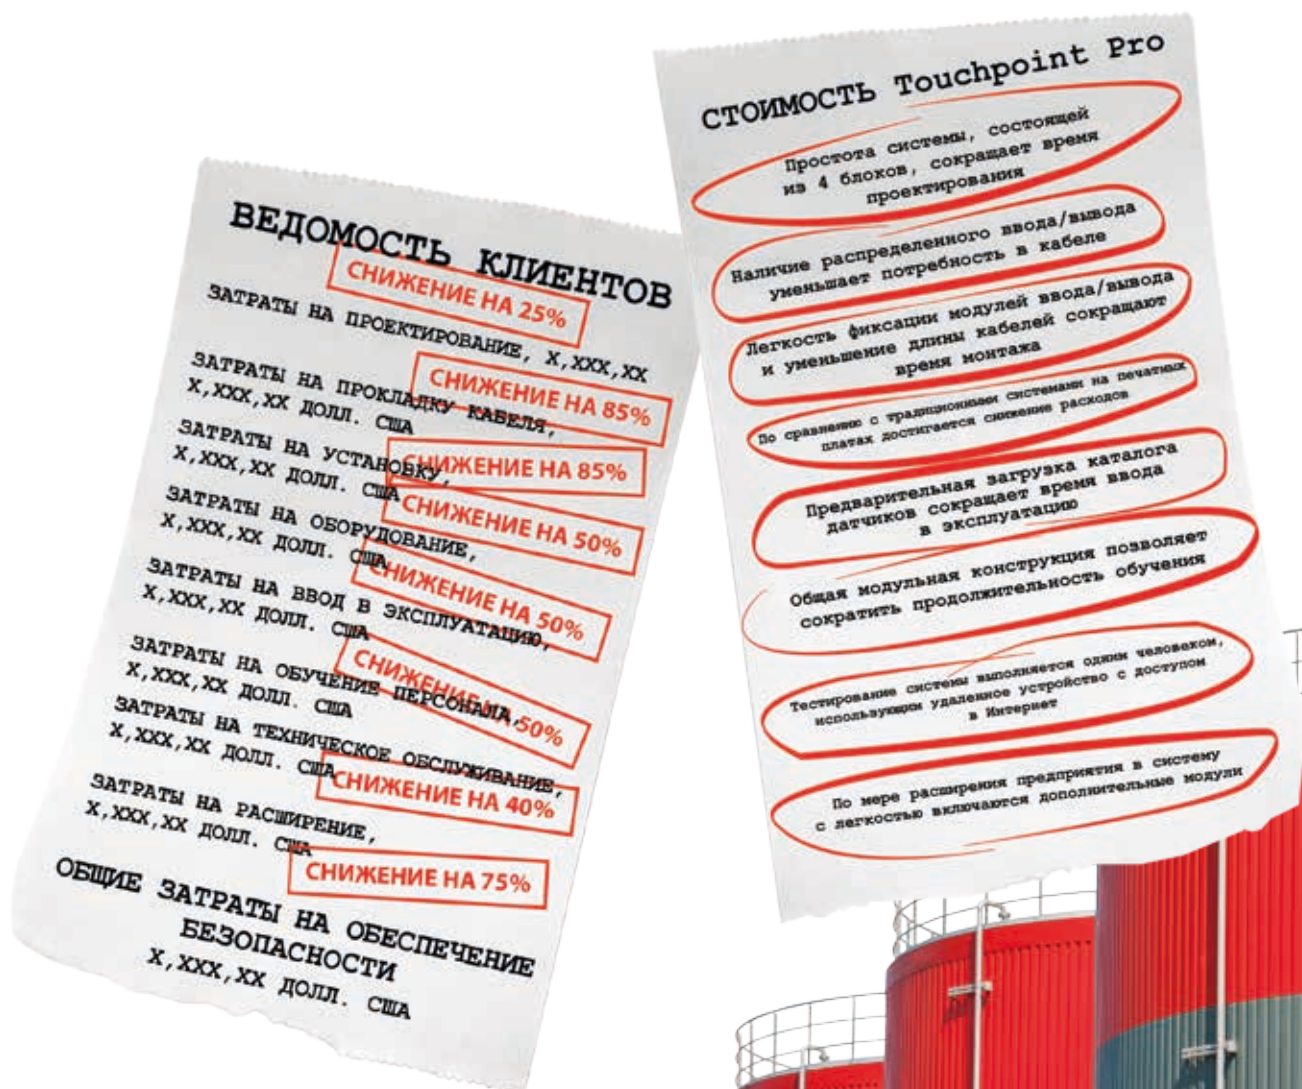 ВЕДОМОСТЬ КЛИЕНТОВ
СНИЖЕНИЕ НА 25%
ЗАТРАТЫ НА ПРОЕКТИРОВАНИЕ, X,XXX,XX
СНИЖЕНИЕ НА 85%
ЗАТРАТЫ НА ПРОКЛАДКУ КАБЕЛЯ,
X,XXX,XX ДОЛЛ. США
СНИЖЕНИЕ НА 85%
ЗАТРАТЫ НА УСТАНОВКУ,
X,XXX,XX ДОЛЛ. США
СНИЖЕНИЕ НА 50%
ЗАТРАТЫ НА ОБОРУДОВАНИЕ,
X,XXX,XX ДОЛЛ. США
СНИЖЕНИЕ НА 50%
ЗАТРАТЫ НА ВВОД В ЭКСПЛУАТАЦИЮ,
X,XXX,XX ДОЛЛ. США
СНИЖЕНИЕ НА 50%
ЗАТРАТЫ НА ОБУЧЕНИЕ ПЕРСОНАЛА,
X,XXX,XX ДОЛЛ. США
ЗАТРАТЫ НА ТЕХНИЧЕСКОЕ ОБСЛУЖИВАНИЕ,
X,XXX,XX ДОЛЛ. США
СНИЖЕНИЕ НА 40%
ЗАТРАТЫ НА РАСШИРЕНИЕ,
X,XXX,XX ДОЛЛ. США
СНИЖЕНИЕ НА 75%
ОБЩИЕ ЗАТРАТЫ НА ОБЕСПЕЧЕНИЕ
БЕЗОПАСНОСТИ
X,XXX,XX ДОЛЛ. США
СТОИМОСТЬ Touchpoint Pro
Простота системы, состоящей
из 4 блоков, сокращает время
проектирования
Наличие распределенного ввода/вывода
уменьшает потребность в кабеле
Легкость фиксации модулей ввода/вывода
и уменьшение длины кабелей сокращают
время монтажа
По сравнению с традиционными системами на печатных
платах достигается снижение расходов
Предварительная загрузка каталога
датчиков сокращает время ввода
в эксплуатацию
Общая модульная конструкция позволяет
сократить продолжительность обучения
Тестирование системы выполняется одним человеком,
использующим удаленное устройство с доступом
в Интернет
По мере расширения предприятия в систему
с легкостью включаются дополнительные модули